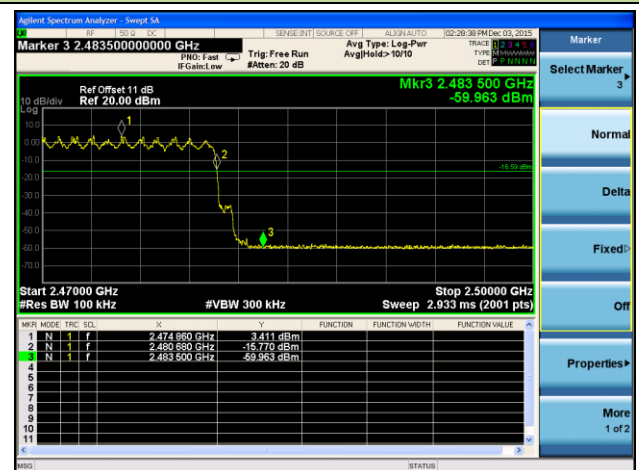 Agilent Spectrum Analyzer - Swept SA
RF 50 Ω DC SENSE:INT SOURCE OFF ALIGN AUTO 02:28:38 PM Dec 03, 2015
Marker 3 2.483500000000 GHz
PNO: Fast
IFGain:Low
Trig: Free Run
#Atten: 20 dB
Avg Type: Log-Pwr
Avg|Hold:>10/10
TRACE 1 2 3 4 5 6
TYPE
DET P P N N N N
Mkr3 2.483 500 GHz
-59.963 dBm
Ref Offset 11 dB
10 dB/div Ref 20.00 dBm
Log
10.0
0.00
-10.0
-20.0
-30.0
-40.0
-50.0
-60.0
-70.0
1
2
3
-16.59 dBm
Start 2.47000 GHz Stop 2.50000 GHz
#Res BW 100 kHz #VBW 300 kHz Sweep 2.933 ms (2001 pts)
MKR MODE TRC SCL X Y FUNCTION FUNCTION WIDTH FUNCTION VALUE
1 N 1 f 2.474 860 GHz 3.411 dBm
2 N 1 f 2.480 680 GHz -15.770 dBm
3 N 1 f 2.483 500 GHz -59.963 dBm
4
5
6
7
8
9
10
11
MSG STATUS
Marker
Select Marker
3
Normal
Delta
Fixed
Off
Properties
More
1 of 2